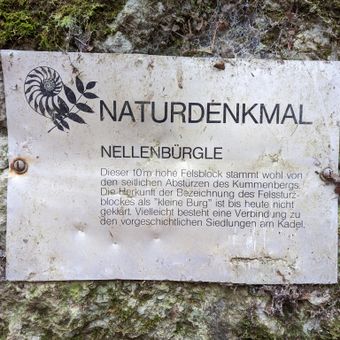 NATURDENKMAL
NELLENBÜRGLE
Dieser 10m hohe Felsblock stammt wohl von
den seitlichen Abstürzen des Kummenbergs.
Die Herkunft der Bezeichnung des Felssturz-
blockes als "kleine Burg" ist bis heute nicht
geklärt. Vielleicht besteht eine Verbindung zu
den vorgeschichtlichen Siedlungen am Kadel.